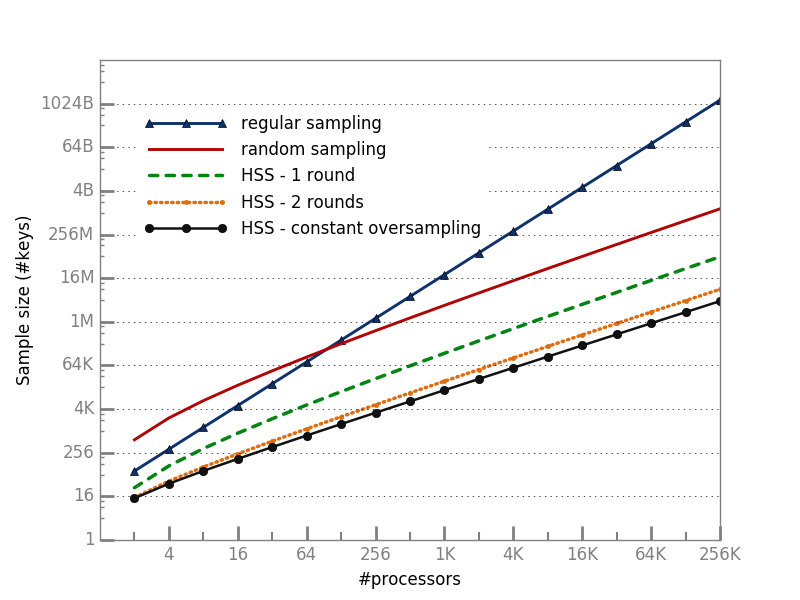 Sample size (#keys)
1024B
64B
4B
256M
16M
1M
64K
4K
256
16
1
regular sampling
random sampling
HSS - 1 round
HSS - 2 rounds
HSS - constant oversampling
4 16 64 256 1K 4K 16K 64K 256K
#processors